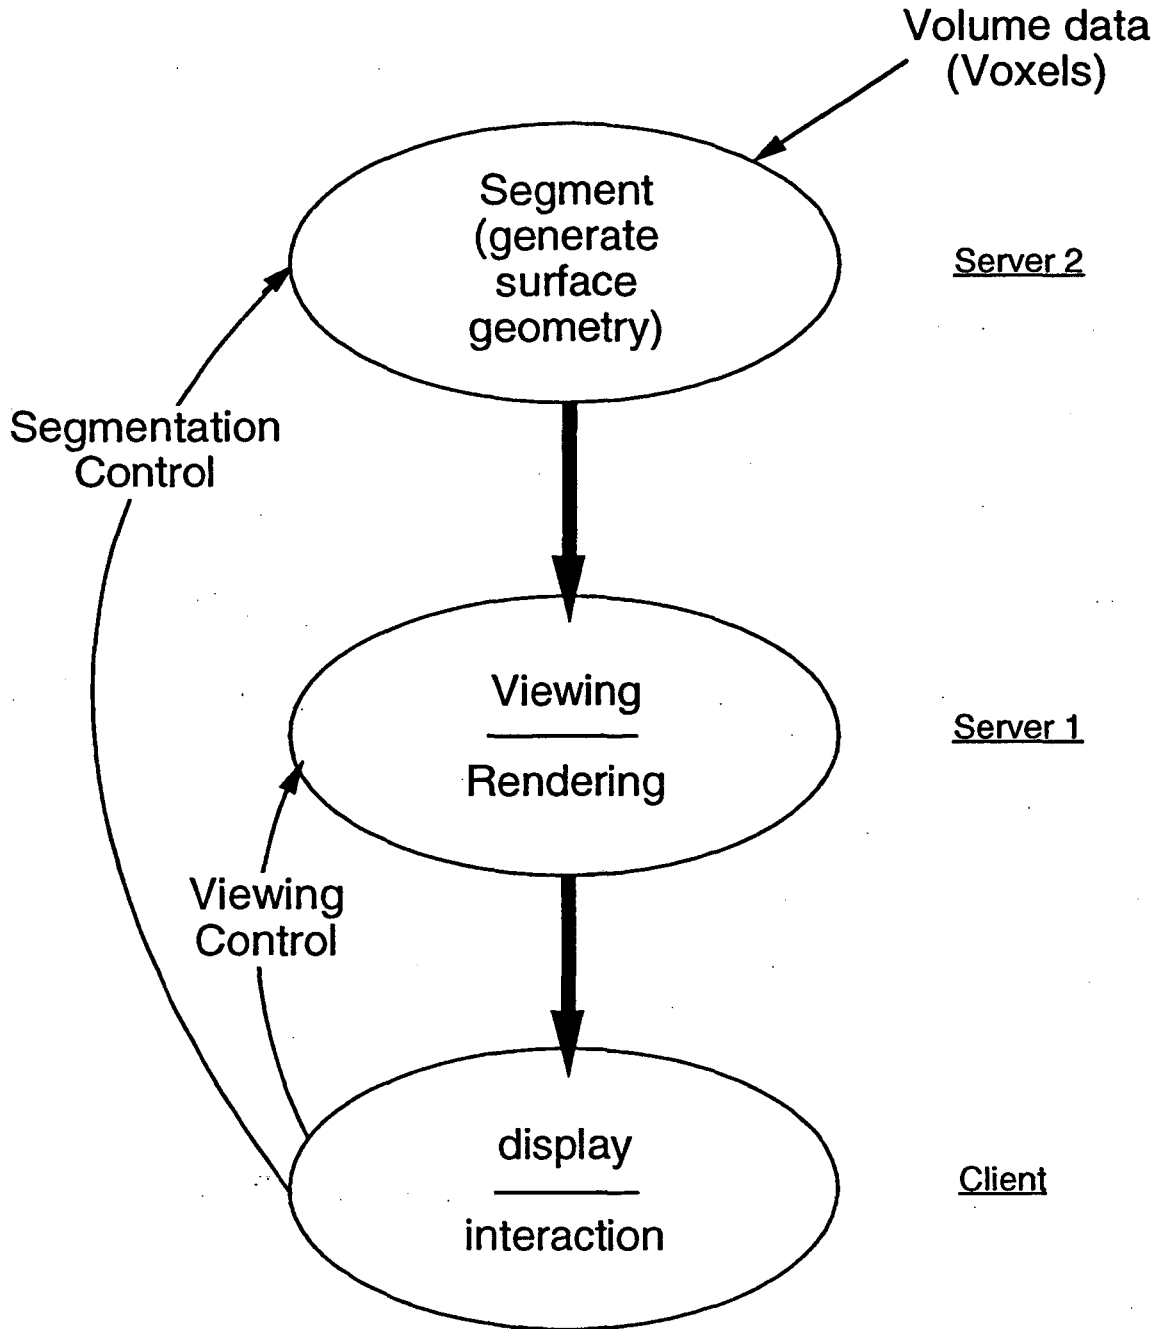 Volume data
(Voxels)
Segment
(generate
surface
geometry)
Server 2
Segmentation
Control
Viewing
Rendering
Server 1
Viewing
Control
display
interaction
Client